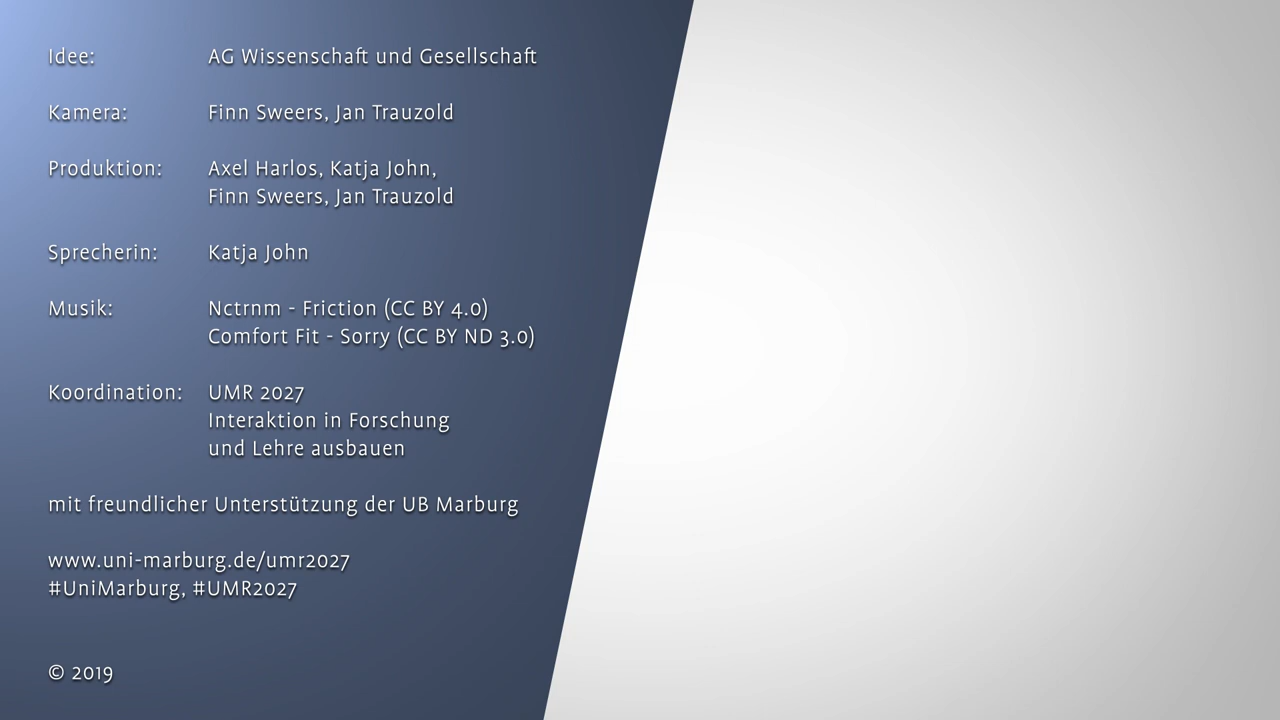 Idee: AG Wissenschaft und Gesellschaft
Kamera: Finn Sweers, Jan Trauzold
Produktion: Axel Harlos, Katja John,
Finn Sweers, Jan Trauzold
Sprecherin: Katja John
Musik: Nctrnm - Friction (CC BY 4.0)
Comfort Fit - Sorry (CC BY ND 3.0)
Koordination: UMR 2027
Interaktion in Forschung
und Lehre ausbauen
mit freundlicher Unterstützung der UB Marburg
www.uni-marburg.de/umr2027
#UniMarburg, #UMR2027
© 2019